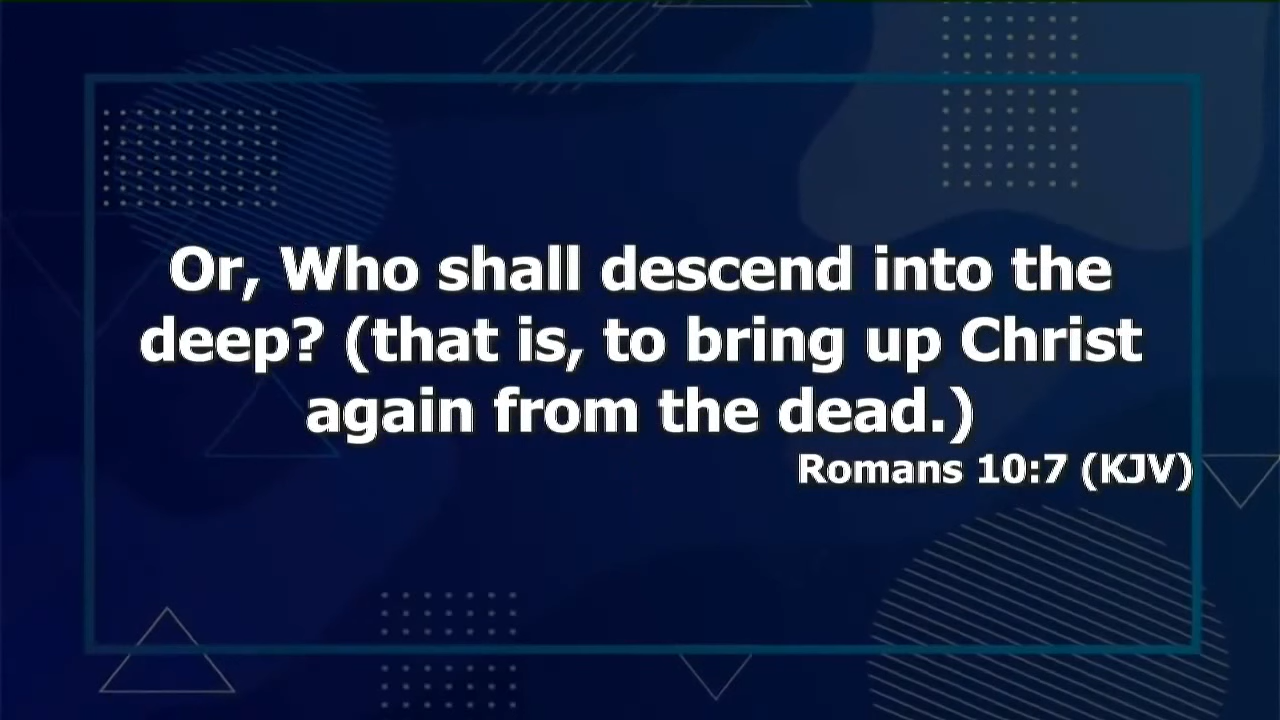 Or, Who shall descend into the
deep? (that is, to bring up Christ
again from the dead.)
Romans 10:7 (KJV)